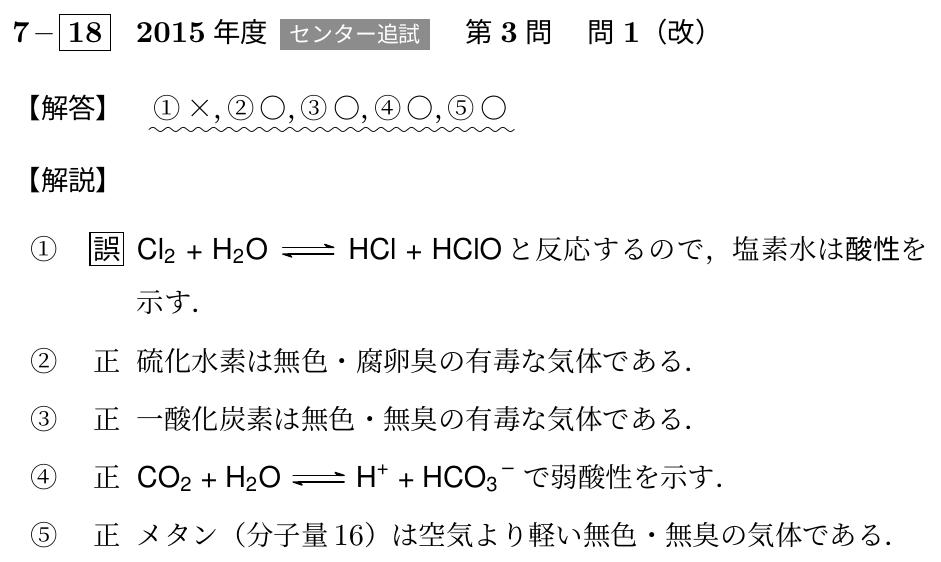 7–18 2015 年度 センター追試 第 3 問 問 1（改）
【解答】 ① ×, ② ○, ③ ○, ④ ○, ⑤ ○
【解説】
① 誤 Cl₂ + H₂O ⇌ HCl + HClO と反応するので，塩素水は酸性を
示す．
② 正 硫化水素は無色・腐卵臭の有毒な気体である．
③ 正 一酸化炭素は無色・無臭の有毒な気体である．
④ 正 CO₂ + H₂O ⇌ H⁺ + HCO₃⁻ で弱酸性を示す．
⑤ 正 メタン（分子量 16）は空気より軽い無色・無臭の気体である．